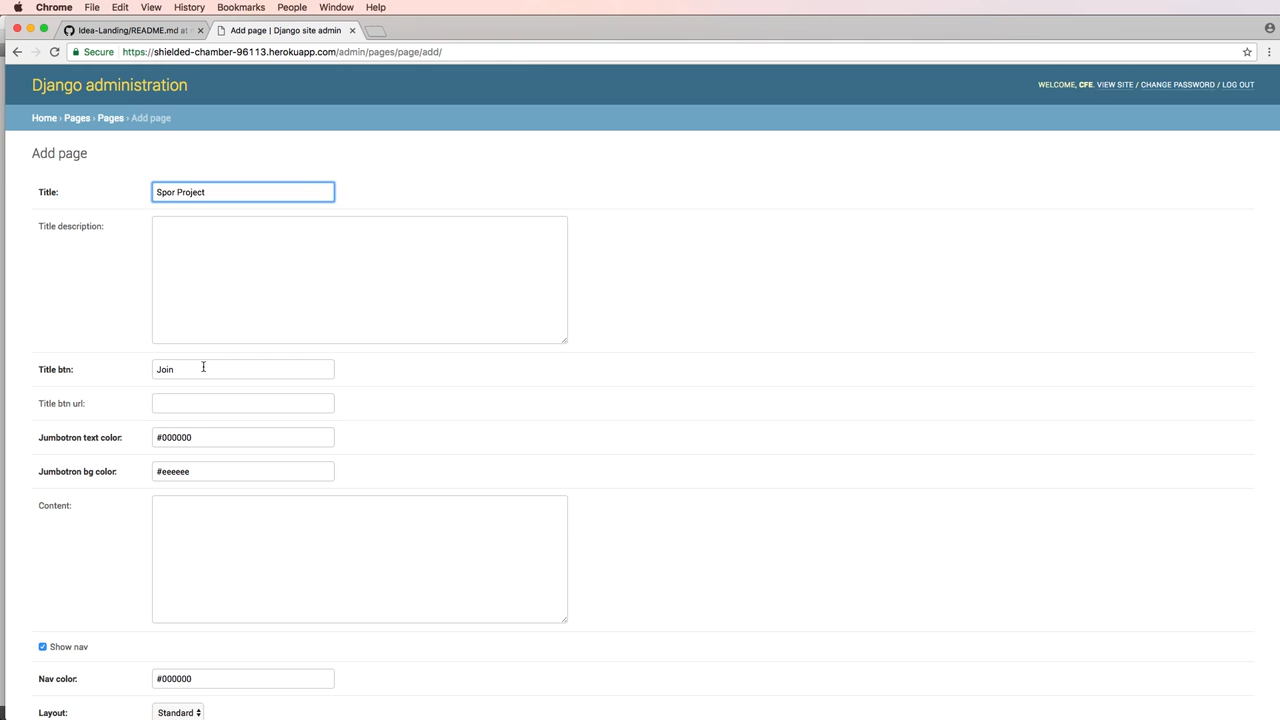 Chrome File Edit View History Bookmarks People Window Help
Idea-Landing/README.md at Add page | Django site admin
Secure https://shielded-chamber-96113.herokuapp.com/admin/pages/page/add/
Django administration
WELCOME, CFE. VIEW SITE / CHANGE PASSWORD / LOG OUT
Home › Pages › Pages › Add page
Add page
Title: Spor Project
Title description:
Title btn: Join
Title btn url:
Jumbotron text color: #000000
Jumbotron bg color: #eeeeee
Content:
Show nav
Nav color: #000000
Layout: Standard